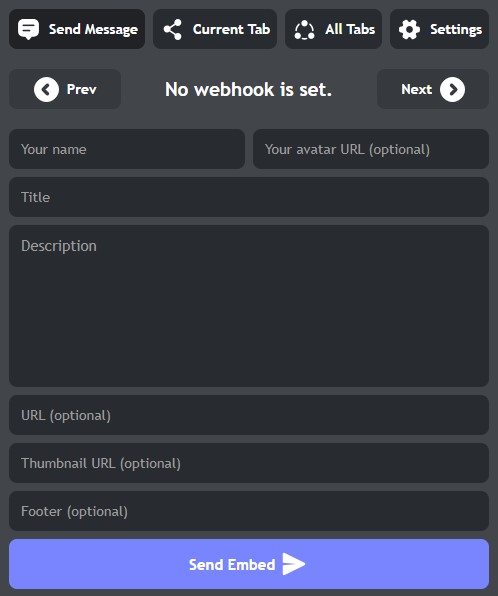 Send Message Current Tab All Tabs Settings
Prev No webhook is set. Next
Your name Your avatar URL (optional)
Title
Description
URL (optional)
Thumbnail URL (optional)
Footer (optional)
Send Embed